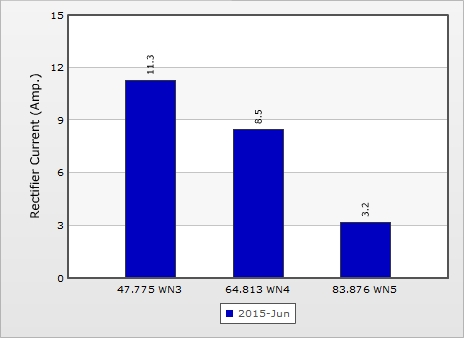 15
12
9
6
3
0
Rectifier Current (Amp.)
11.3
8.5
3.2
47.775 WN3
64.813 WN4
83.876 WN5
2015-Jun